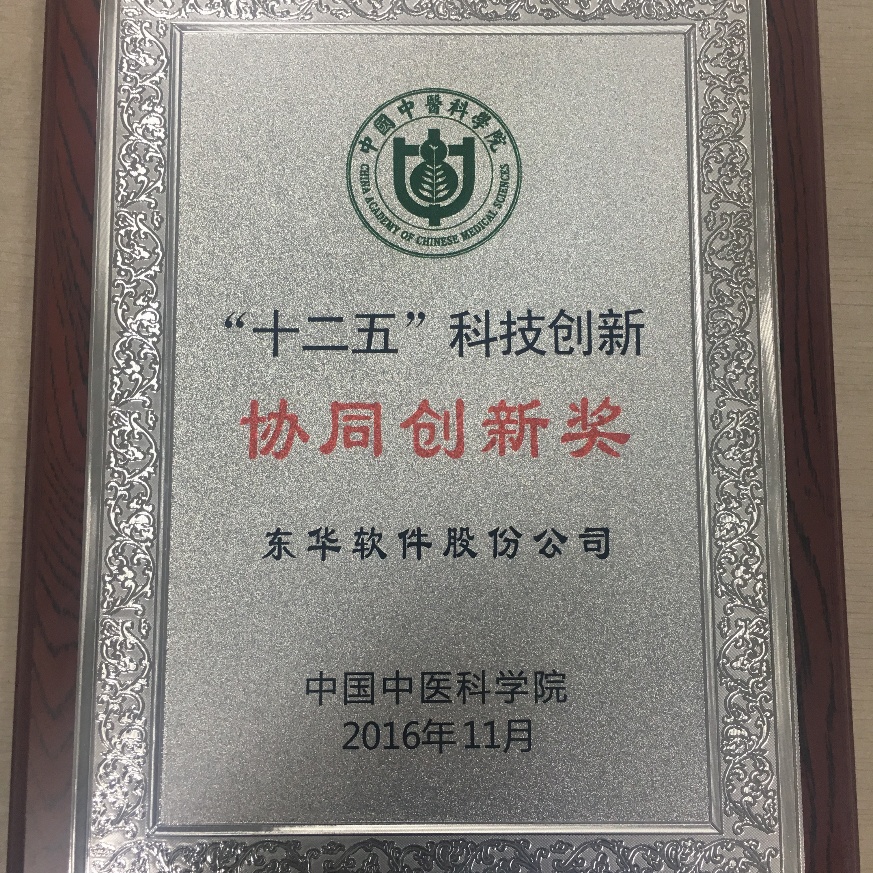 中國中醫科學院
CHINA ACADEMY OF CHINESE MEDICAL SCIENCES
“十二五”科技创新
协同创新奖
东华软件股份公司
中国中医科学院
2016年11月